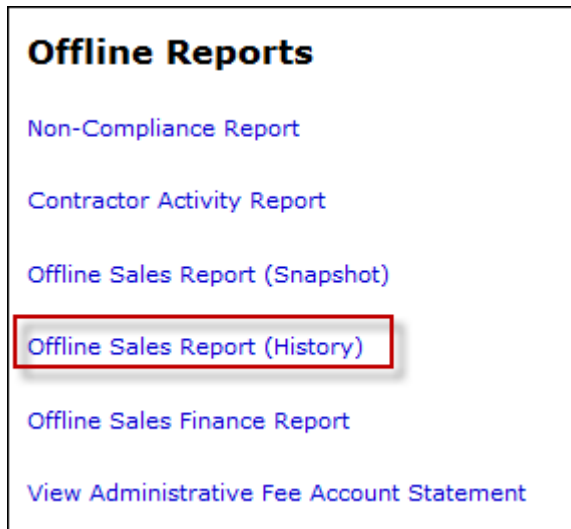 Offline Reports
Non-Compliance Report
Contractor Activity Report
Offline Sales Report (Snapshot)
Offline Sales Report (History)
Offline Sales Finance Report
View Administrative Fee Account Statement